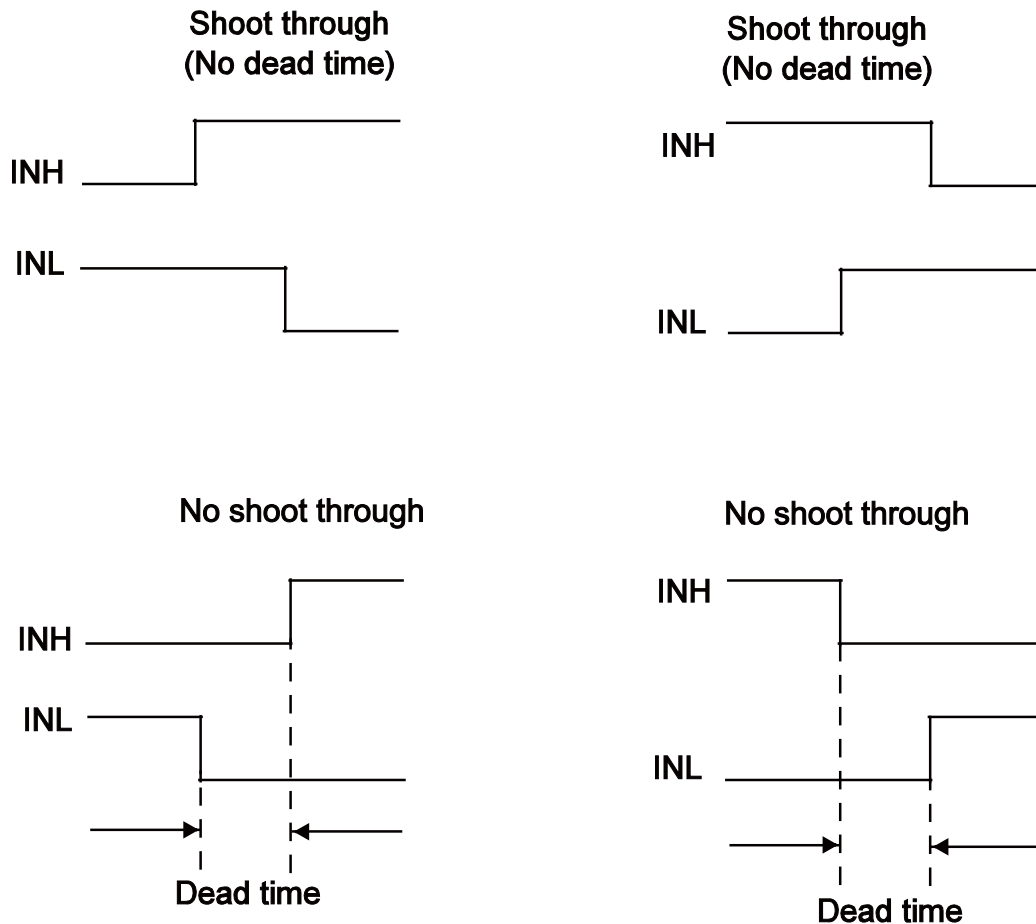 Shoot through
(No dead time)
INH
INL
Shoot through
(No dead time)
INH
INL
No shoot through
INH
INL
Dead time
No shoot through
INH
INL
Dead time